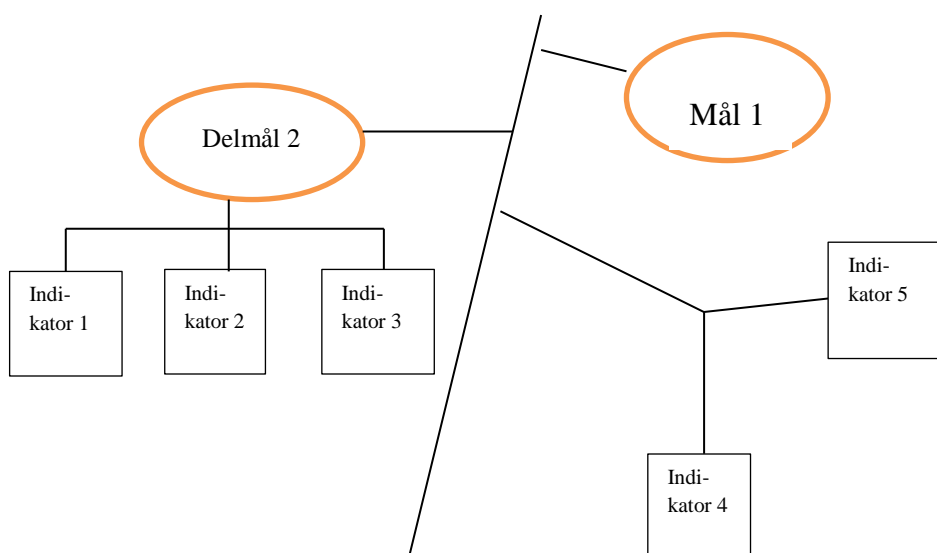 Mål 1
Delmål 2
Indi-
kator 1
Indi-
kator 2
Indi-
kator 3
Indi-
kator 5
Indi-
kator 4